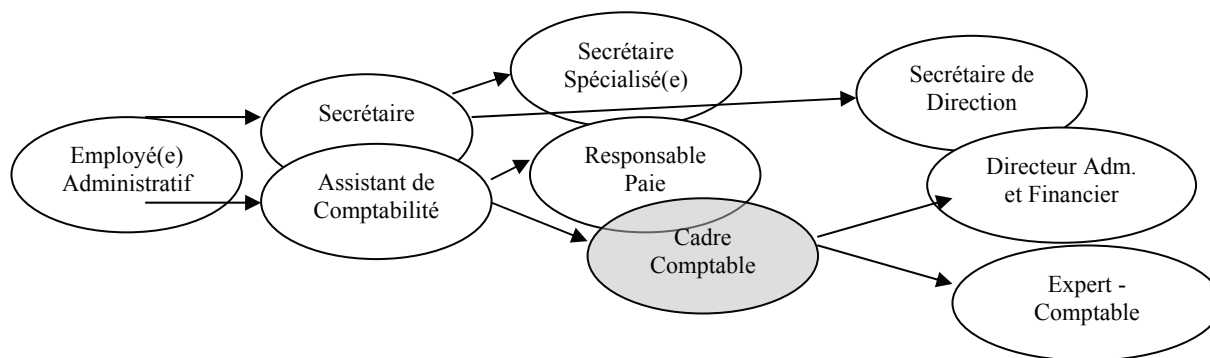 Employé(e)
Administratif
Secrétaire
Assistant de
Comptabilité
Secrétaire
Spécialisé(e)
Responsable
Paie
Cadre
Comptable
Secrétaire de
Direction
Directeur Adm.
et Financier
Expert -
Comptable